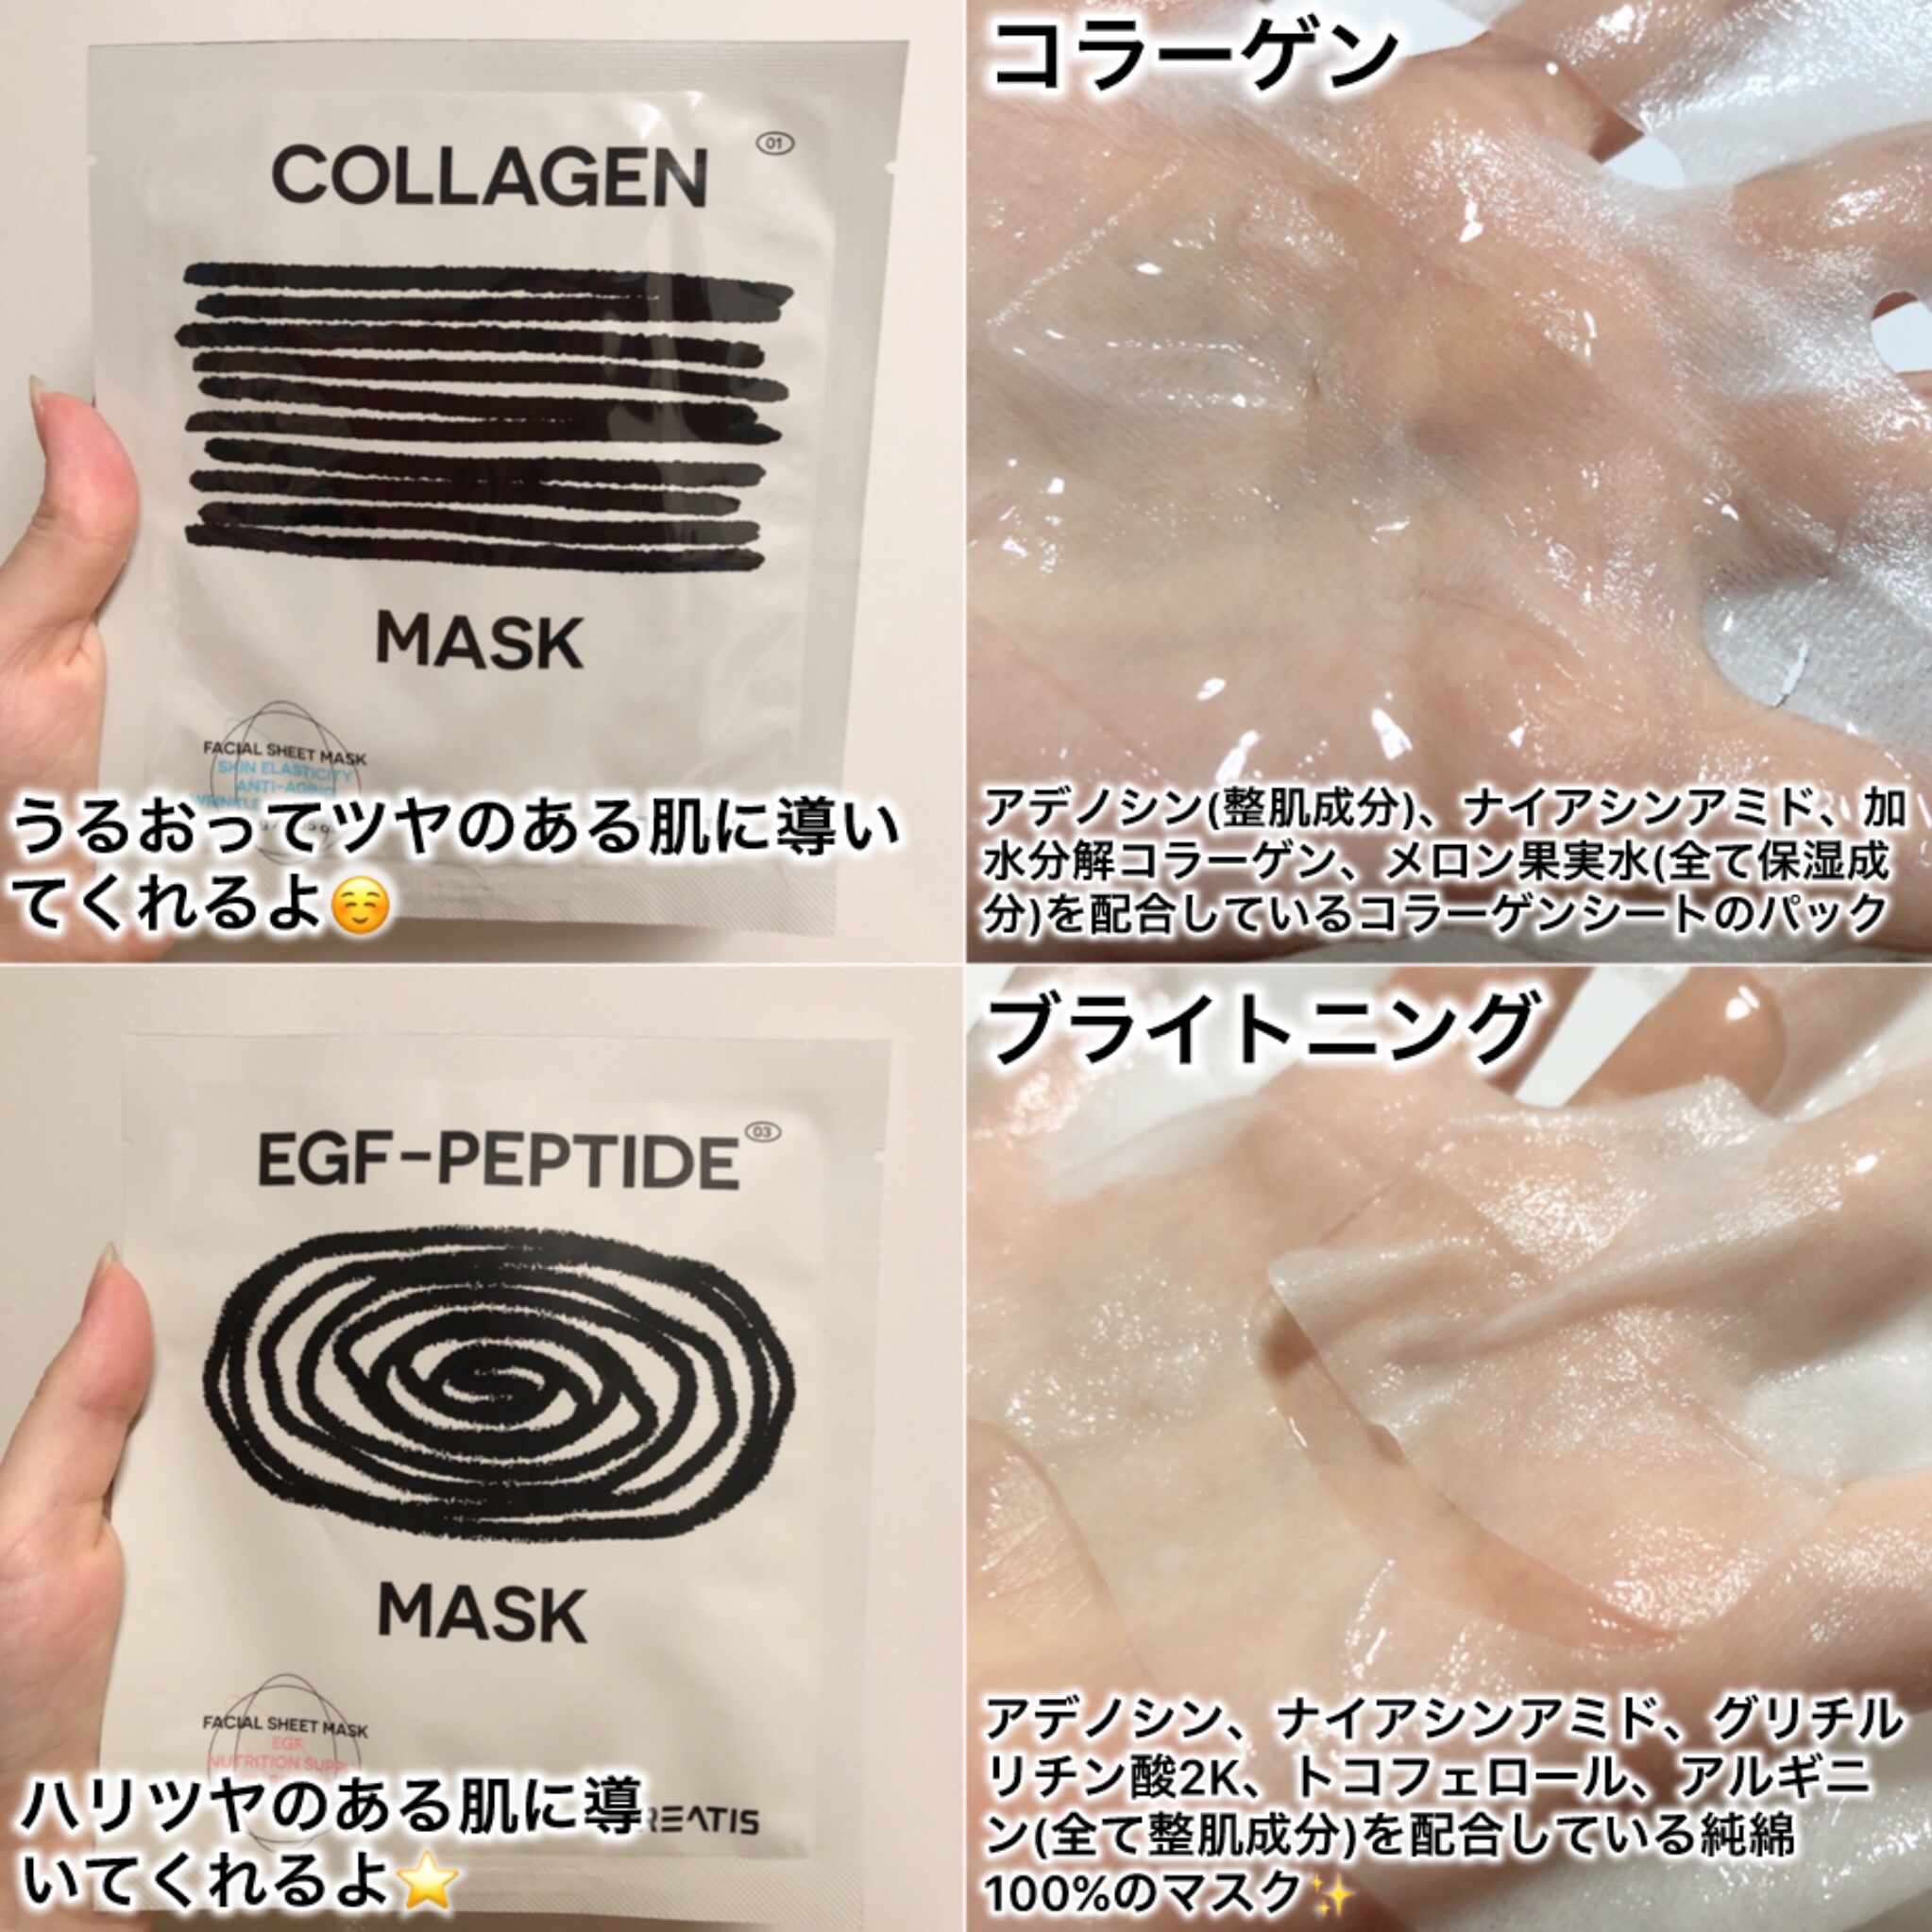 COLLAGEN
01
MASK
FACIAL SHEET MASK
SKIN ELASTICITY
ANTI-AGING
WRINKLE
うるおってツヤのある肌に導い
てくれるよ☺️
コラーゲン
アデノシン(整肌成分)、ナイアシンアミド、加
水分解コラーゲン、メロン果実水(全て保湿成
分)を配合しているコラーゲンシートのパック
EGF-PEPTIDE
03
MASK
FACIAL SHEET MASK
EGF
NUTRITION SUPPLY
REATIS
ハリツヤのある肌に導
いてくれるよ⭐
ブライトニング
アデノシン、ナイアシンアミド、グリチル
リチン酸2K、トコフェロール、アルギニ
ン(全て整肌成分)を配合している純綿
100%のマスク✨